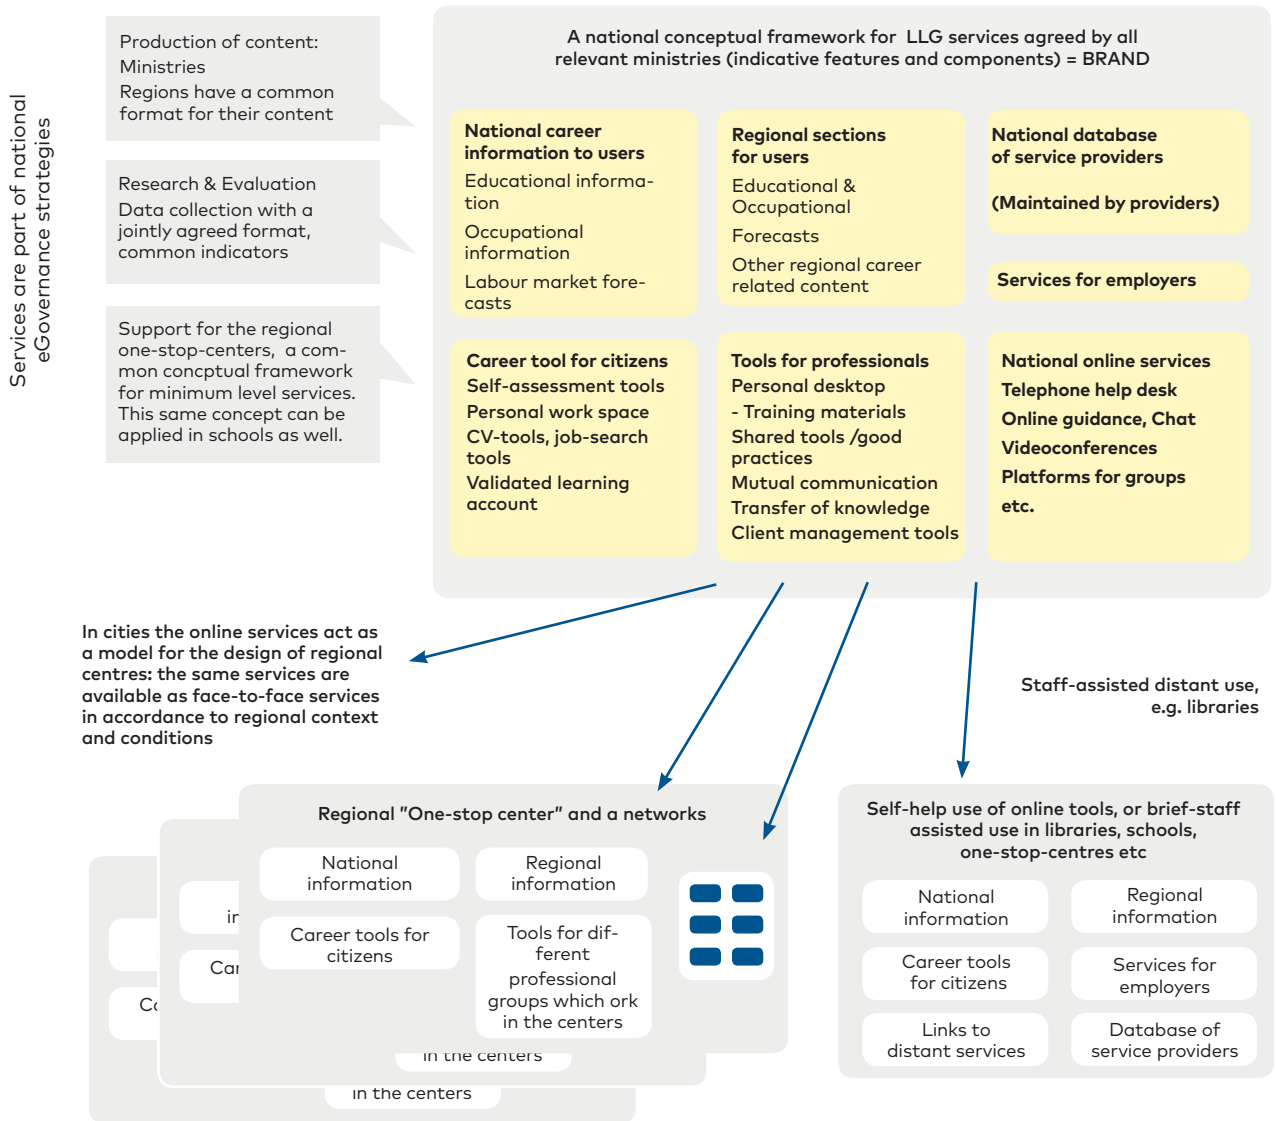 Services are part of national
eGovernance strategies
Production of content:
Ministries
Regions have a common
format for their content
Research & Evaluation
Data collection with a
jointly agreed format,
common indicators
Support for the regional
one-stop-centers,  a com-
mon concptual framework
for minimum level services.
This same concept can be
applied in schools as well.
A national conceptual framework for  LLG services agreed by all
relevant ministries (indicative features and components) = BRAND
National career
information to users
Educational informa-
tion
Occupational
information
Labour market fore-
casts
Regional sections
for users
Educational &
Occupational
Forecasts
Other regional career
related content
National database
of service providers
(Maintained by providers)
Services for employers
Career tool for citizens
Self-assessment tools
Personal work space
CV-tools, job-search
tools
Validated learning
account
Tools for professionals
Personal desktop
- Training materials
Shared tools /good
practices
Mutual communication
Transfer of knowledge
Client management tools
National online services
Telephone help desk
Online guidance, Chat
Videoconferences
Platforms for groups
etc.
In cities the online services act as
a model for the design of regional
centres: the same services are
available as face-to-face services
in accordance to regional context
and conditions
Staff-assisted distant use,
e.g. libraries
Regional ”One-stop center” and a networks
National
information
Regional
information
Career tools for
citizens
Tools for dif-
ferent
professional
groups which ork
in the centers
in
Car
in the centers
in the centers
Self-help use of online tools, or brief-staff
assisted use in libraries, schools,
one-stop-centres etc
National
information
Regional
information
Career tools
for citizens
Services for
employers
Links to
distant services
Database of
service providers